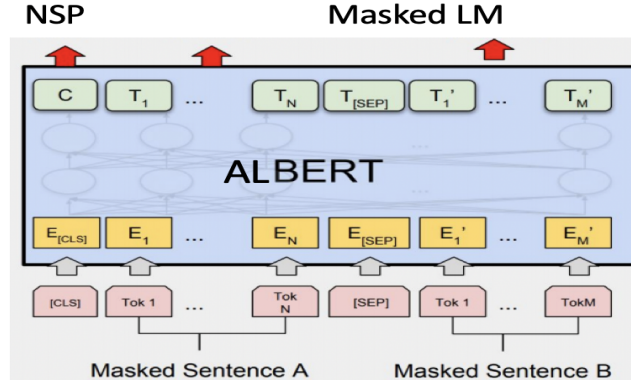 NSP Masked LM
C T1 ... TN T[SEP] T1' ... TM'
...
ALBERT
...
E[CLS] E1 ... EN E[SEP] E1' ... EM'
[CLS] Tok 1 ... Tok N [SEP] Tok 1 ... TokM
Masked Sentence A Masked Sentence B